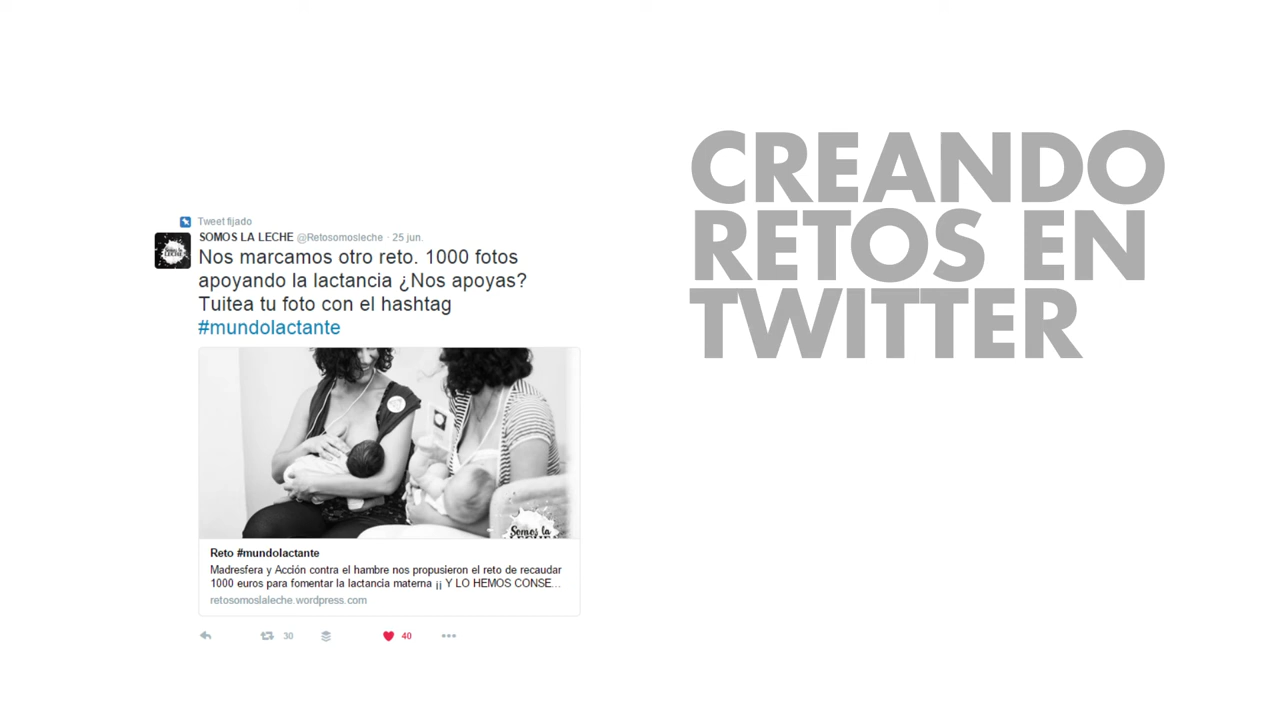 CREANDO
RETOS EN
TWITTER
Tweet fijado
SOMOS LA LECHE @Retosomosleche · 25 jun.
Nos marcamos otro reto. 1000 fotos
apoyando la lactancia ¿Nos apoyas?
Tuitea tu foto con el hashtag
#mundolactante
Somos la
LECHE
Reto #mundolactante
Madresfera y Acción contra el hambre nos propusieron el reto de recaudar
1000 euros para fomentar la lactancia materna ¡¡ Y LO HEMOS CONSE...
retosomoslaleche.wordpress.com
30
40